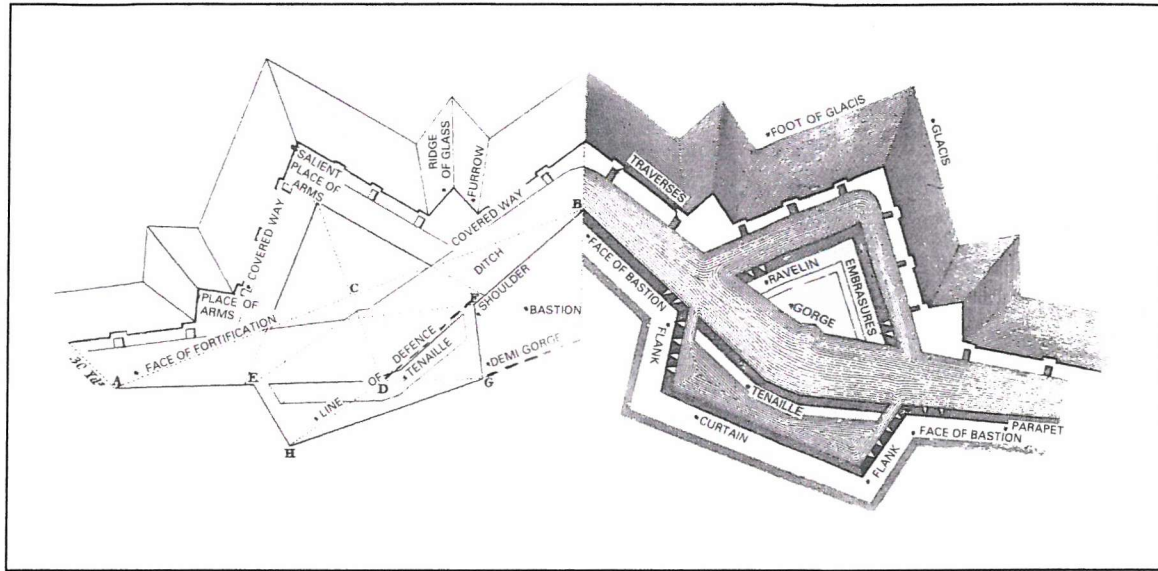 SALIENT
PLACE OF
ARMS
RIDGE
OF GLASS
FURROW
COVERED WAY
COVERED WAY
PLACE OF
ARMS
FACE OF FORTIFICATION
C
B
DITCH
F
SHOULDER
BASTION
LINE
OF
DEFENCE
TENAILLE
DEMI GORGE
A
E
D
G
H
FOOT OF GLACIS
GLACIS
TRAVERSES
RAVELIN
EMBRASURES
GORGE
FACE OF BASTION
FLANK
TENAILLE
CURTAIN
FLANK
FACE OF BASTION
PARAPET